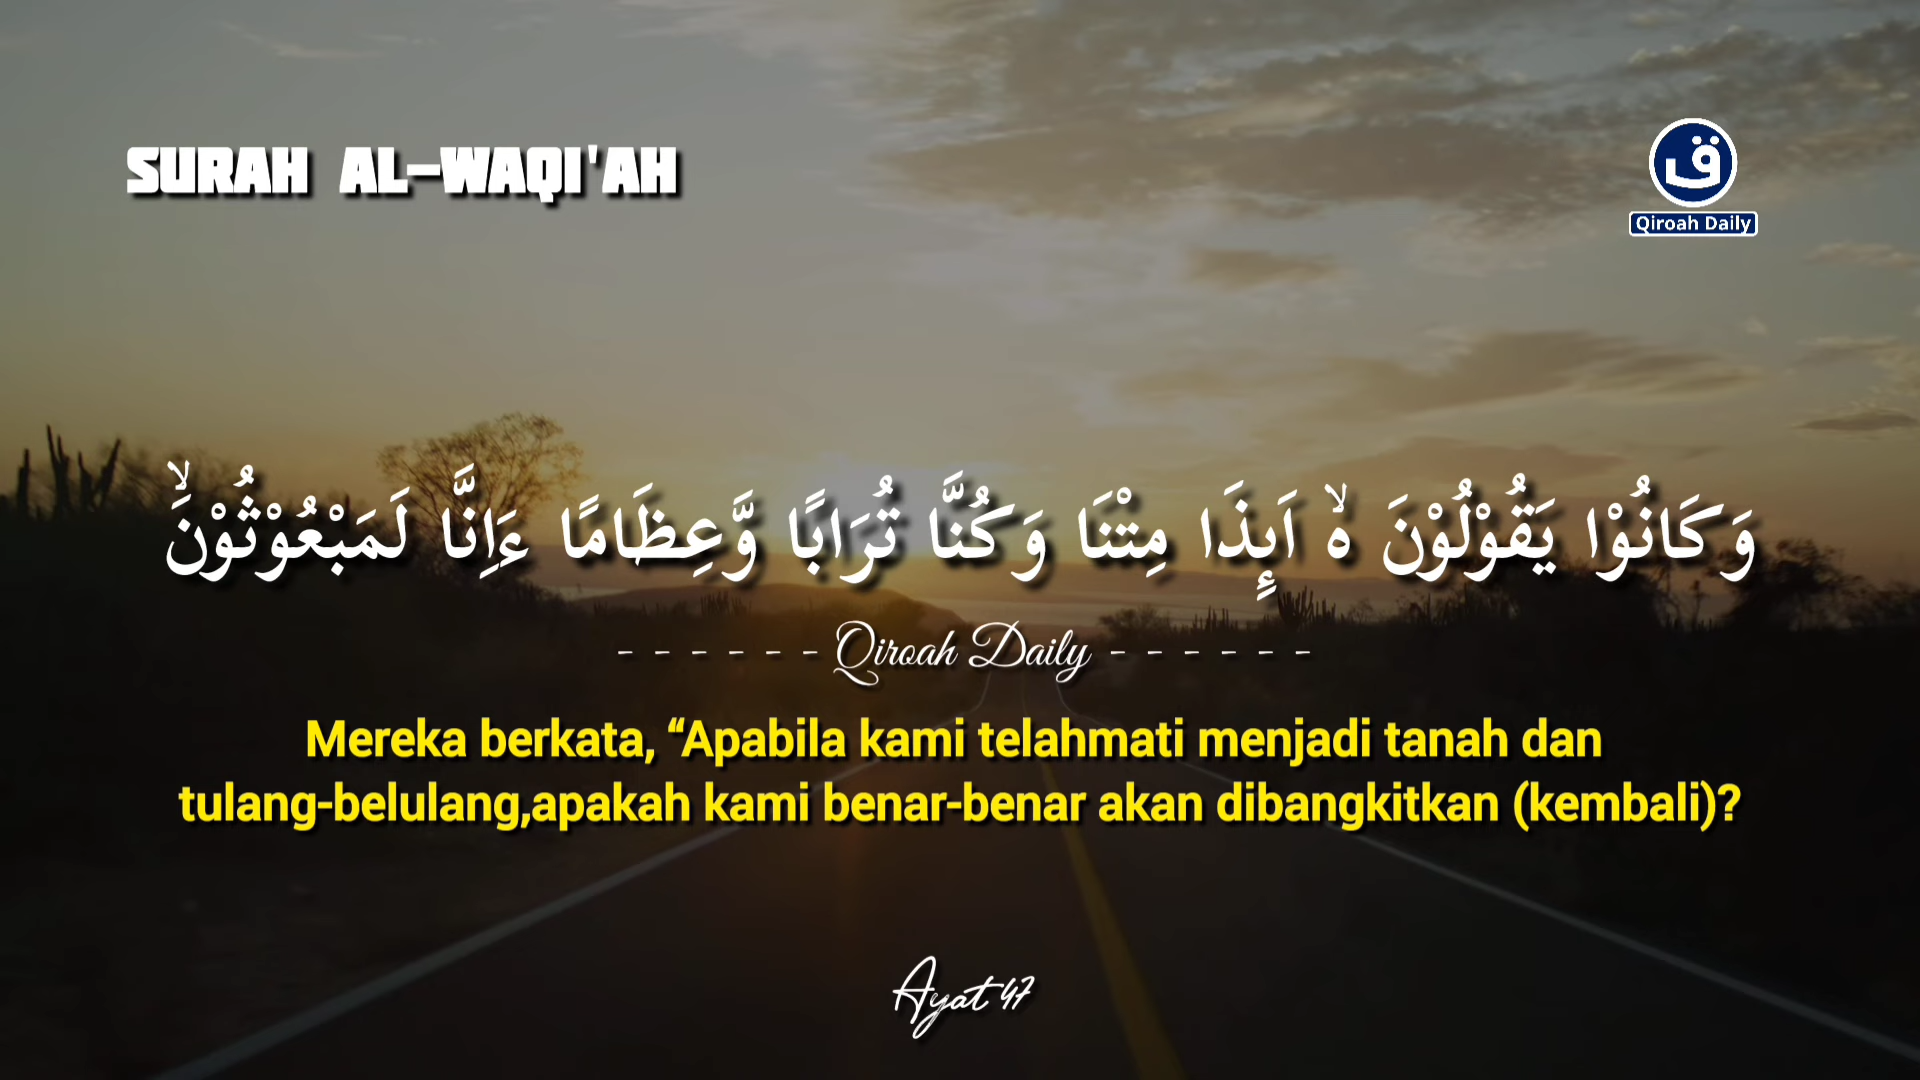 SURAH AL-WAQI'AH
ق
Qiroah Daily
وَكَانُوْا يَقُوْلُوْنَ ەۙ اَىِٕذَا مِتْنَا وَكُنَّا تُرَابًا وَّعِظَامًا ءَاِنَّا لَمَبْعُوْثُوْنَۙ
- - - - - - Qiroah Daily - - - - - -
Mereka berkata, “Apabila kami telahmati menjadi tanah dan
tulang-belulang,apakah kami benar-benar akan dibangkitkan (kembali)?
Ayat 47